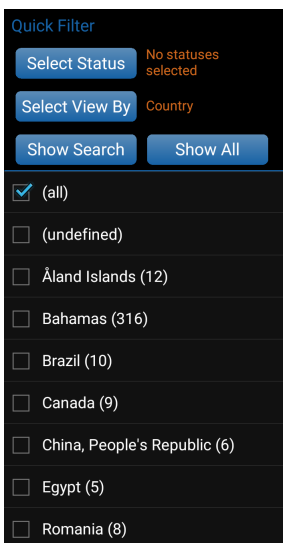 Quick Filter
Select Status
No statuses
selected
Select View By
Country
Show Search
Show All
(all)
(undefined)
Åland Islands (12)
Bahamas (316)
Brazil (10)
Canada (9)
China, People's Republic (6)
Egypt (5)
Romania (8)